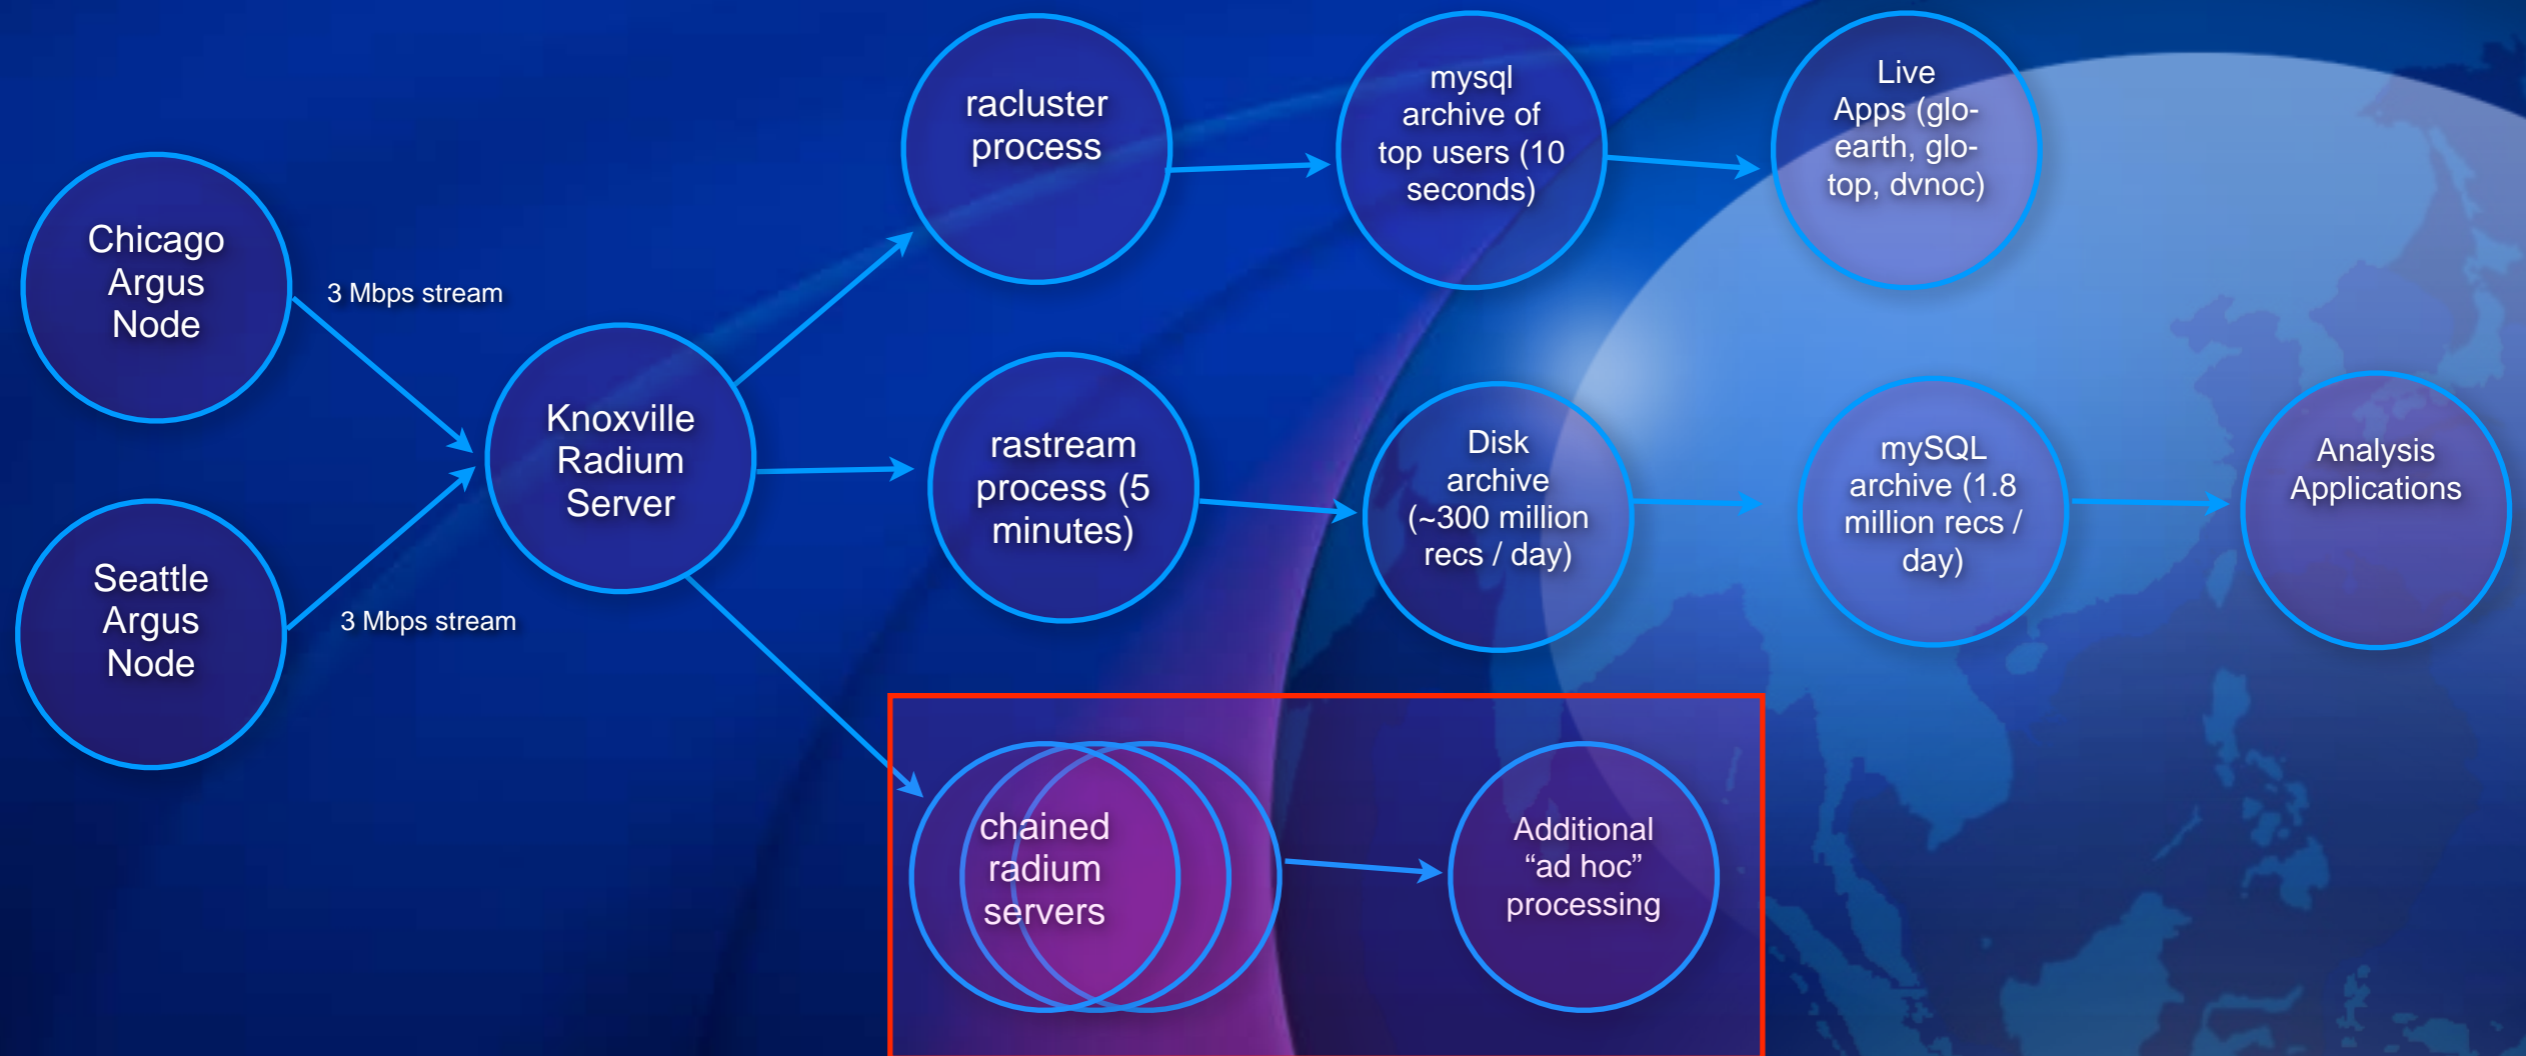 Chicago
Argus
Node
3 Mbps stream
Seattle
Argus
Node
3 Mbps stream
Knoxville
Radium
Server
racluster
process
mysql
archive of
top users (10
seconds)
Live
Apps (glo-
earth, glo-
top, dvnoc)
rastream
process (5
minutes)
Disk
archive
(~300 million
recs / day)
mySQL
archive (1.8
million recs /
day)
Analysis
Applications
chained
radium
servers
Additional
“ad hoc”
processing